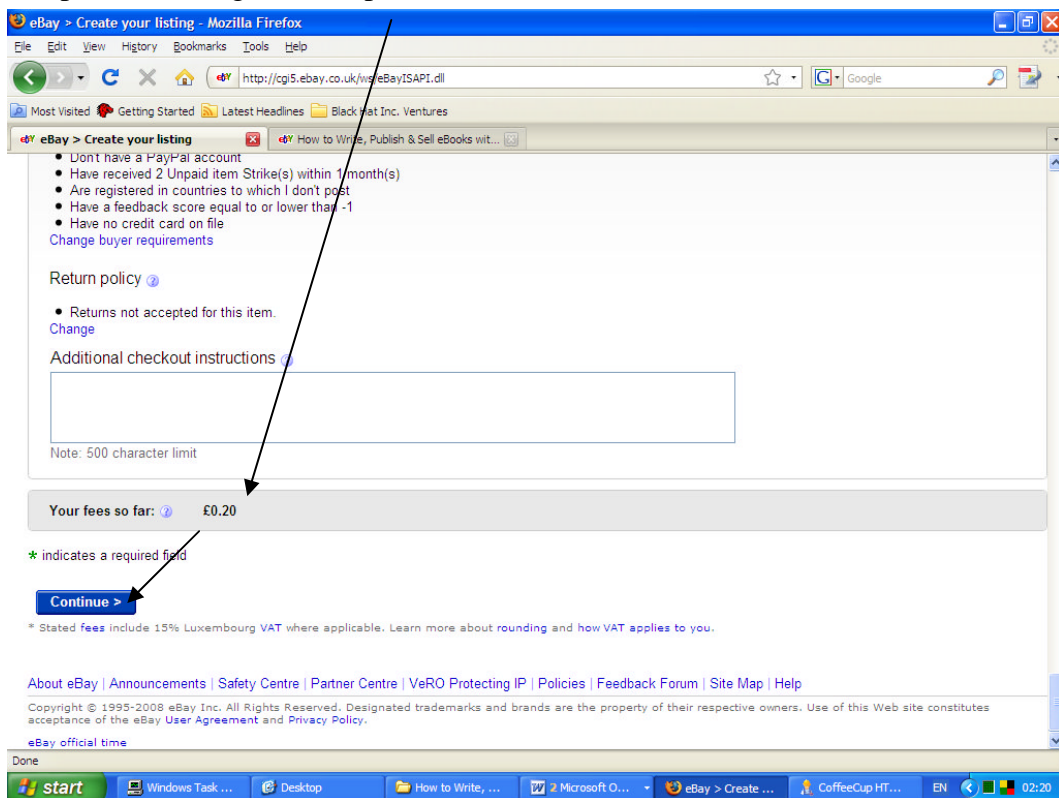 eBay > Create your listing - Mozilla Firefox
File Edit View History Bookmarks Tools Help
http://cgi5.ebay.co.uk/ws/eBayISAPI.dll
Google
Most Visited Getting Started Latest Headlines Black Hat Inc. Ventures
eBay > Create your listing How to Write, Publish & Sell eBooks wit...
• Don't have a PayPal account
• Have received 2 Unpaid item Strike(s) within 1 month(s)
• Are registered in countries to which I don't post
• Have a feedback score equal to or lower than -1
• Have no credit card on file
Change buyer requirements
Return policy
• Returns not accepted for this item.
Change
Additional checkout instructions
Note: 500 character limit
Your fees so far: £0.20
* indicates a required field
Continue >
* Stated fees include 15% Luxembourg VAT where applicable. Learn more about rounding and how VAT applies to you.
About eBay | Announcements | Safety Centre | Partner Centre | VeRO Protecting IP | Policies | Feedback Forum | Site Map | Help
Copyright © 1995-2008 eBay Inc. All Rights Reserved. Designated trademarks and brands are the property of their respective owners. Use of this Web site constitutes
acceptance of the eBay User Agreement and Privacy Policy.
eBay official time
Done
start Windows Task ... Desktop How to Write, ... 2 Microsoft O... eBay > Create ... CoffeeCup HT... EN 02:20